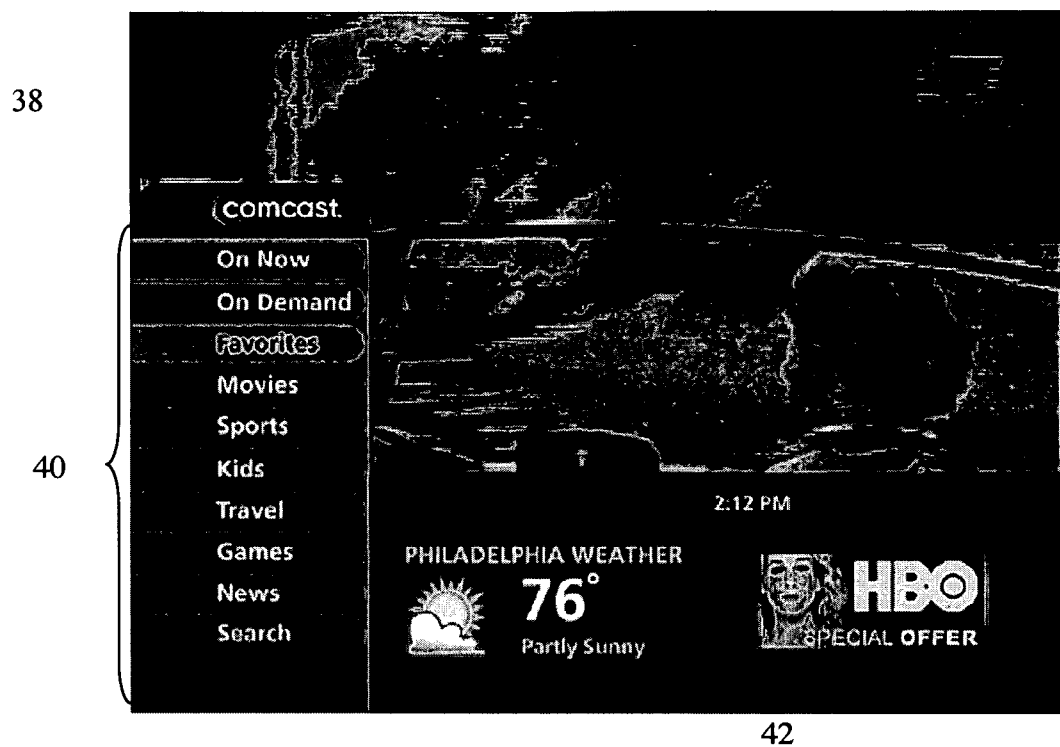 38
comcast.
On Now
On Demand
Favorites
Movies
Sports
40
Kids
Travel
Games
News
Search
2:12 PM
PHILADELPHIA WEATHER
76°
Partly Sunny
HBO
SPECIAL OFFER
42